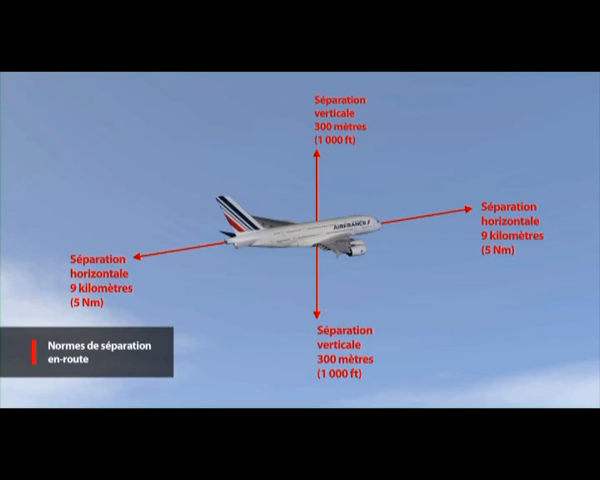 Séparation
verticale
300 mètres
(1 000 ft)
AIRFRANCE
Séparation
horizontale
9 kilomètres
(5 Nm)
Séparation
horizontale
9 kilomètres
(5 Nm)
Séparation
verticale
300 mètres
(1 000 ft)
Normes de séparation
en-route